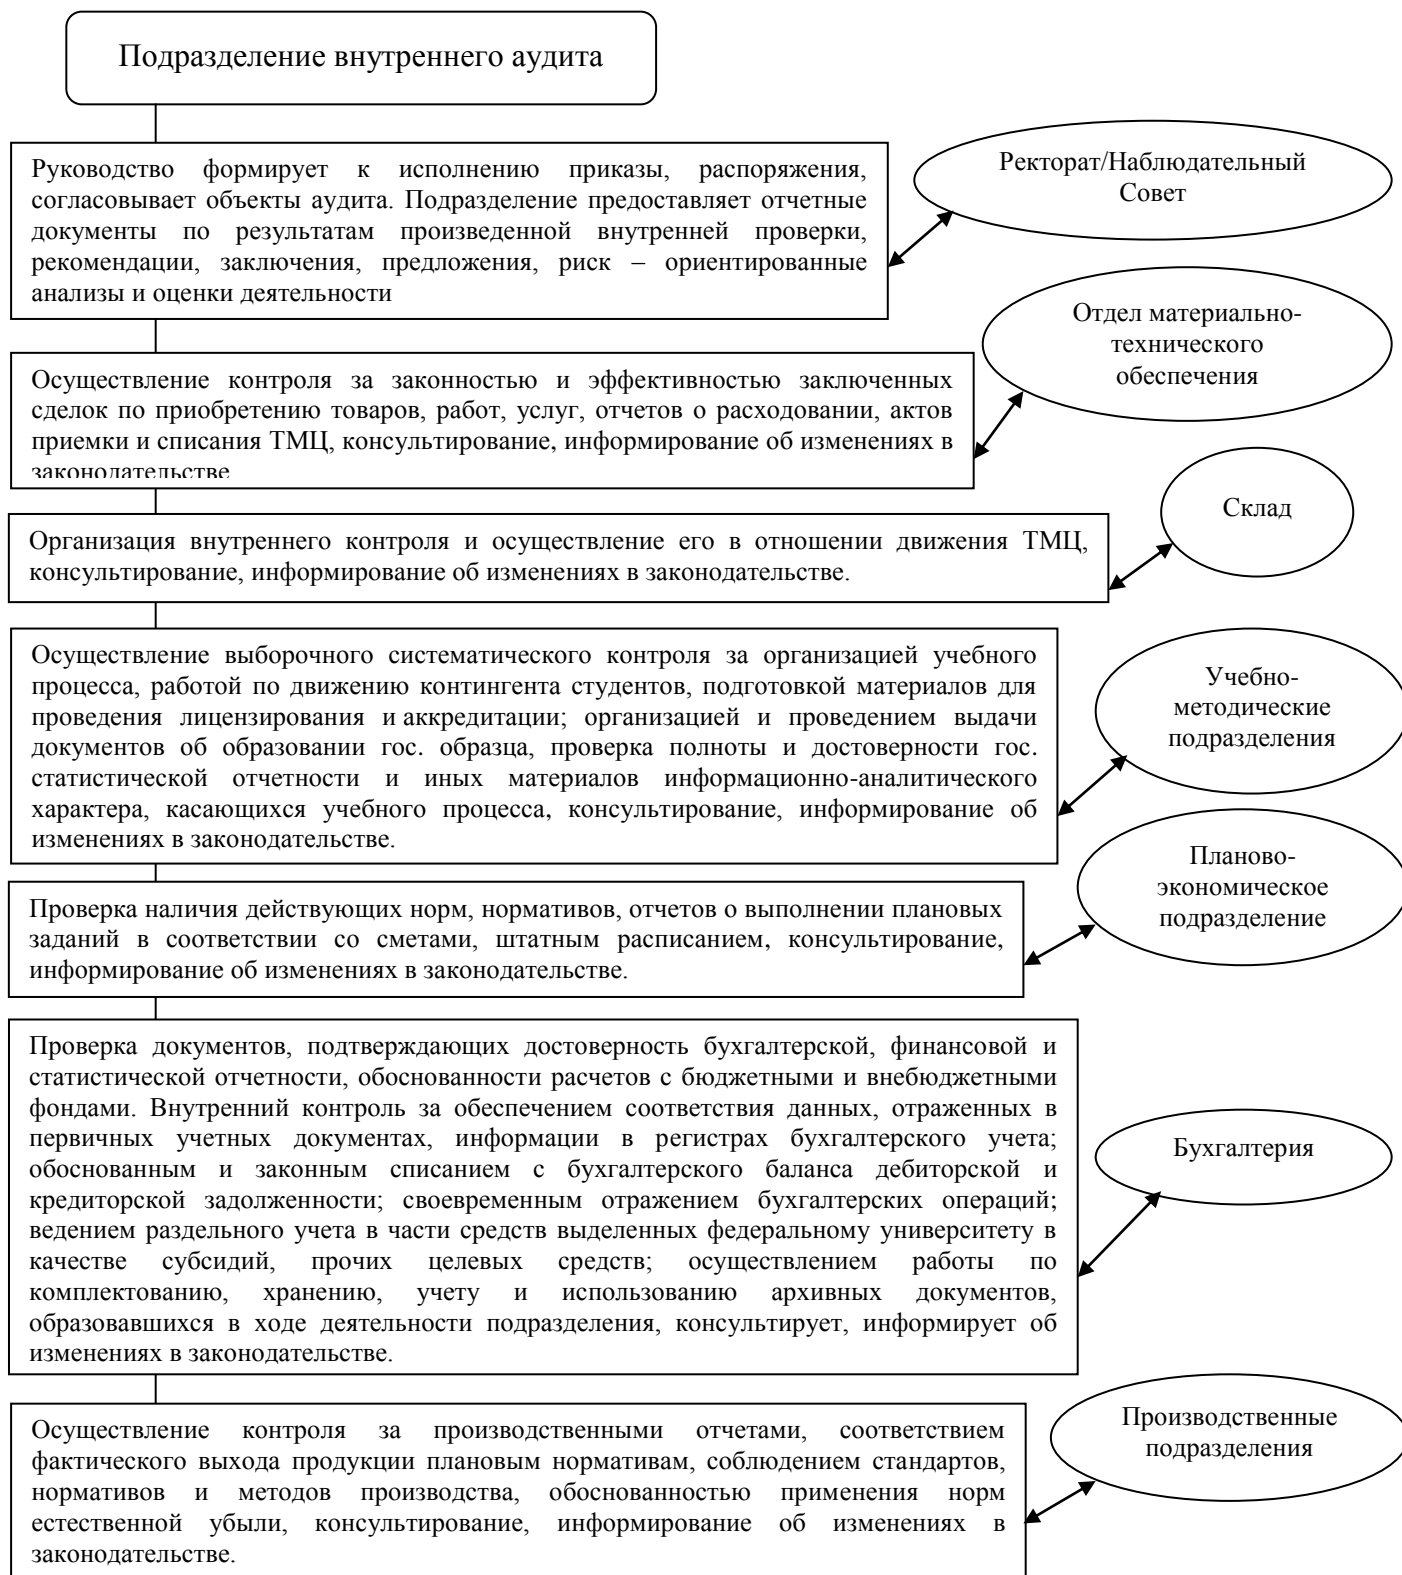 Подразделение внутреннего аудита
Руководство формирует к исполнению приказы, распоряжения,
согласовывает объекты аудита. Подразделение предоставляет отчетные
документы по результатам произведенной внутренней проверки,
рекомендации, заключения, предложения, риск – ориентированные
анализы и оценки деятельности
Ректорат/Наблюдательный
Совет
Осуществление контроля за законностью и эффективностью заключенных
сделок по приобретению товаров, работ, услуг, отчетов о расходовании, актов
приемки и списания ТМЦ, консультирование, информирование об изменениях в
законодательстве
Отдел материально-
технического
обеспечения
Организация внутреннего контроля и осуществление его в отношении движения ТМЦ,
консультирование, информирование об изменениях в законодательстве.
Склад
Осуществление выборочного систематического контроля за организацией учебного
процесса, работой по движению контингента студентов, подготовкой материалов для
проведения лицензирования и аккредитации; организацией и проведением выдачи
документов об образовании гос. образца, проверка полноты и достоверности гос.
статистической отчетности и иных материалов информационно-аналитического
характера, касающихся учебного процесса, консультирование, информирование об
изменениях в законодательстве.
Учебно-
методические
подразделения
Проверка наличия действующих норм, нормативов, отчетов о выполнении плановых
заданий в соответствии со сметами, штатным расписанием, консультирование,
информирование об изменениях в законодательстве.
Планово-
экономическое
подразделение
Проверка документов, подтверждающих достоверность бухгалтерской, финансовой и
статистической отчетности, обоснованности расчетов с бюджетными и внебюджетными
фондами. Внутренний контроль за обеспечением соответствия данных, отраженных в
первичных учетных документах, информации в регистрах бухгалтерского учета;
обоснованным и законным списанием с бухгалтерского баланса дебиторской и
кредиторской задолженности; своевременным отражением бухгалтерских операций;
ведением раздельного учета в части средств выделенных федеральному университету в
качестве субсидий, прочих целевых средств; осуществлением работы по
комплектованию, хранению, учету и использованию архивных документов,
образовавшихся в ходе деятельности подразделения, консультирует, информирует об
изменениях в законодательстве.
Бухгалтерия
Осуществление контроля за производственными отчетами, соответствием
фактического выхода продукции плановым нормативам, соблюдением стандартов,
нормативов и методов производства, обоснованностью применения норм
естественной убыли, консультирование, информирование об изменениях в
законодательстве.
Производственные
подразделения